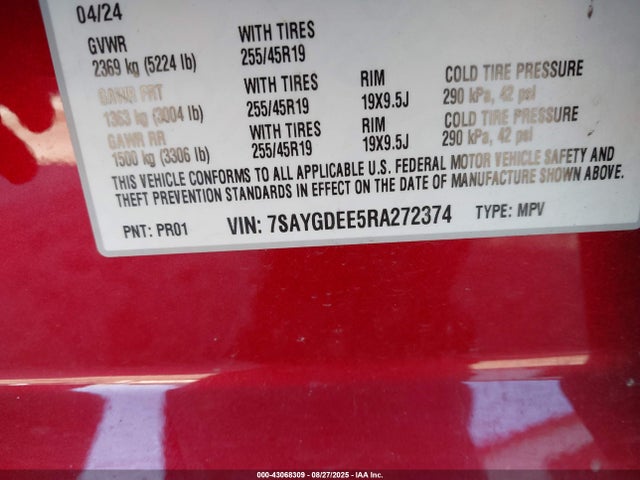 04/24
GVWR WITH TIRES
2369 kg (5224 lb) 255/45R19
GAWR FRT WITH TIRES RIM COLD TIRE PRESSURE
1363 kg (3004 lb) 255/45R19 19X9.5J 290 kPa, 42 psi
GAWR RR WITH TIRES RIM COLD TIRE PRESSURE
1500 kg (3306 lb) 255/45R19 19X9.5J 290 kPa, 42 psi
THIS VEHICLE CONFORMS TO ALL APPLICABLE U.S. FEDERAL MOTOR VEHICLE SAFETY AND
THEFT PREVENTION STANDARDS IN EFFECT ON THE DATE OF MANUFACTURE SHOWN ABOVE.
PNT: PR01 VIN: 7SAYGDEE5RA272374 TYPE: MPV
000-43068309 - 08/27/2025 - IAA Inc.